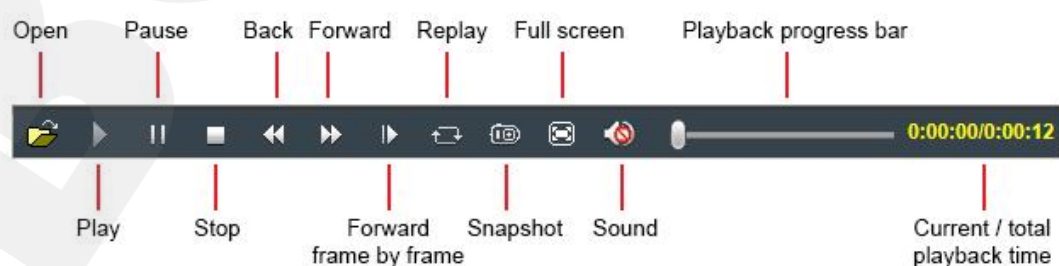 Open Pause Back Forward Replay Full screen Playback progress bar
0:00:00/0:00:12
Play Stop Forward Snapshot Sound Current / total
frame by frame playback time